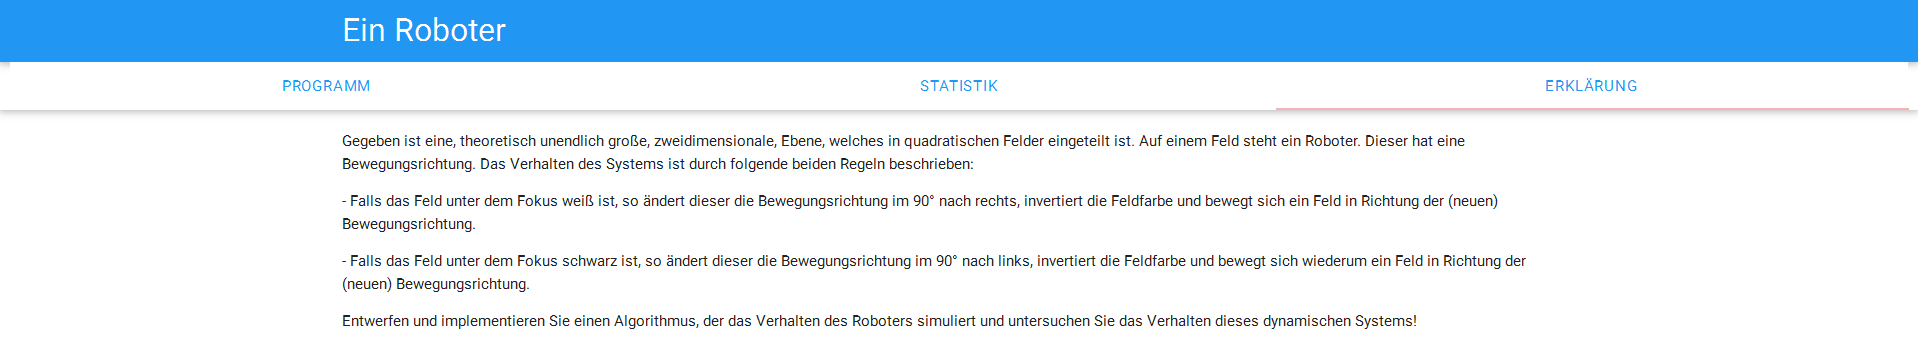 Ein Roboter
PROGRAMM
STATISTIK
ERKLÄRUNG
Gegeben ist eine, theoretisch unendlich große, zweidimensionale, Ebene, welches in quadratischen Felder eingeteilt ist. Auf einem Feld steht ein Roboter. Dieser hat eine
Bewegungsrichtung. Das Verhalten des Systems ist durch folgende beiden Regeln beschrieben:
- Falls das Feld unter dem Fokus weiß ist, so ändert dieser die Bewegungsrichtung im 90° nach rechts, invertiert die Feldfarbe und bewegt sich ein Feld in Richtung der (neuen)
Bewegungsrichtung.
- Falls das Feld unter dem Fokus schwarz ist, so ändert dieser die Bewegungsrichtung im 90° nach links, invertiert die Feldfarbe und bewegt sich wiederum ein Feld in Richtung der
(neuen) Bewegungsrichtung.
Entwerfen und implementieren Sie einen Algorithmus, der das Verhalten des Roboters simuliert und untersuchen Sie das Verhalten dieses dynamischen Systems!